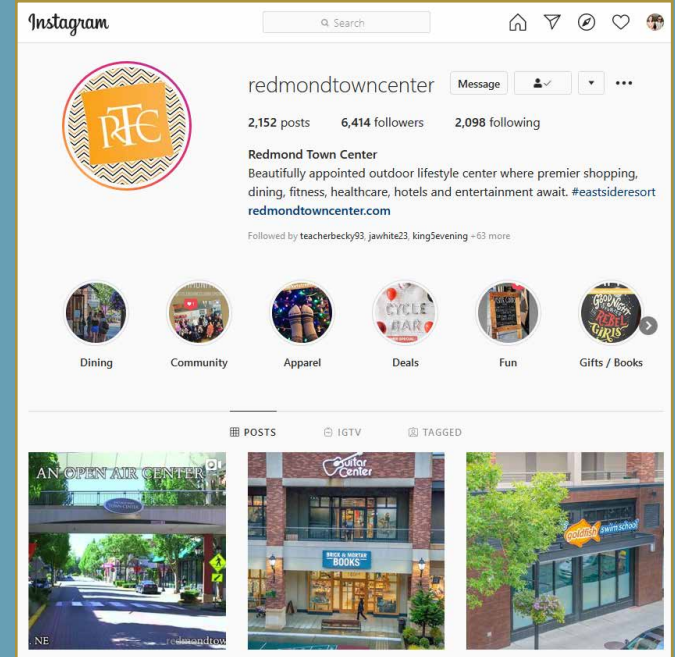 Instagram
Search
redmondtowncenter Message
2,152 posts 6,414 followers 2,098 following
Redmond Town Center
Beautifully appointed outdoor lifestyle center where premier shopping,
dining, fitness, healthcare, hotels and entertainment await. #eastsideresort
redmondtowncenter.com
Followed by teacherbecky93, jawhite23, king5evening +63 more
RTC
CYCLE
BAR
GOOD NIGHT
REBEL
GIRLS
Dining Community Apparel Deals Fun Gifts / Books
POSTS IGTV TAGGED
AN OPEN AIR CENTER
TOWN CENTER
NE redmondtow
Guitar
Center
BRICK & MORTAR
BOOKS
goldfish swim school